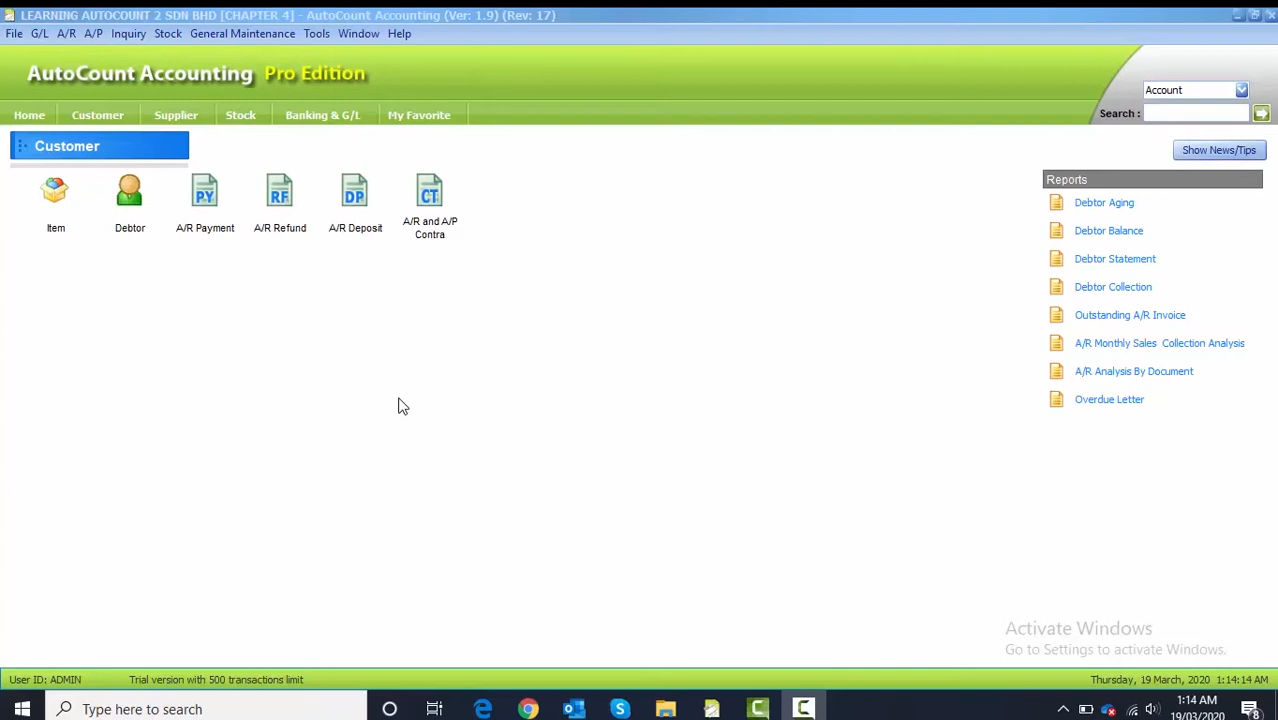 LEARNING AUTOCOUNT 2 SDN BHD [CHAPTER 4] - AutoCount Accounting (Ver: 1.9) (Rev: 17)
File G/L A/R A/P Inquiry Stock General Maintenance Tools Window Help
AutoCount Accounting Pro Edition
Account
Search :
Home Customer Supplier Stock Banking & G/L My Favorite
Customer
Show News/Tips
Reports
PY RF DP CT
Item Debtor A/R Payment A/R Refund A/R Deposit A/R and A/P
Contra
Debtor Aging
Debtor Balance
Debtor Statement
Debtor Collection
Outstanding A/R Invoice
A/R Monthly Sales Collection Analysis
A/R Analysis By Document
Overdue Letter
Activate Windows
Go to Settings to activate Windows.
User ID: ADMIN Trial version with 500 transactions limit Thursday, 19 March, 2020 1:14:14 AM
Type here to search
1:14 AM
19/03/2020
8